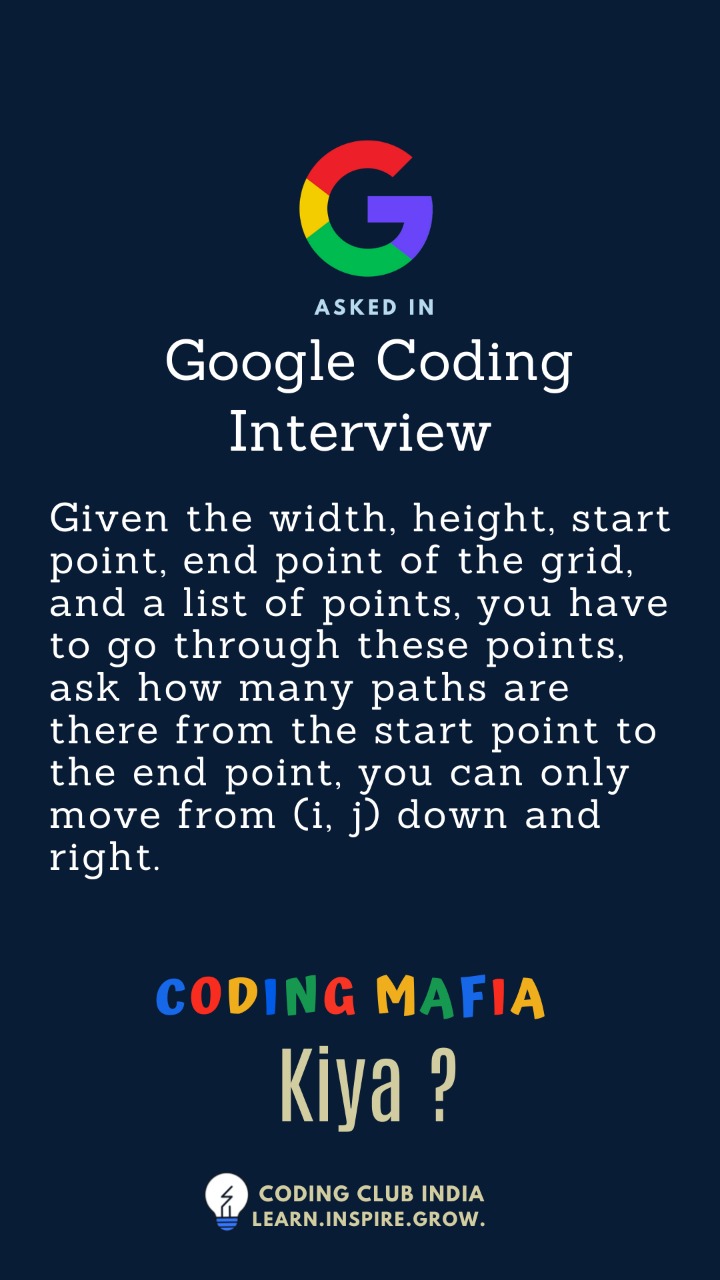 ASKED IN
Google Coding
Interview
Given the width, height, start
point, end point of the grid,
and a list of points, you have
to go through these points,
ask how many paths are
there from the start point to
the end point, you can only
move from (i, j) down and
right.
CODING MAFIA
Kiya ?
CODING CLUB INDIA
LEARN.INSPIRE.GROW.